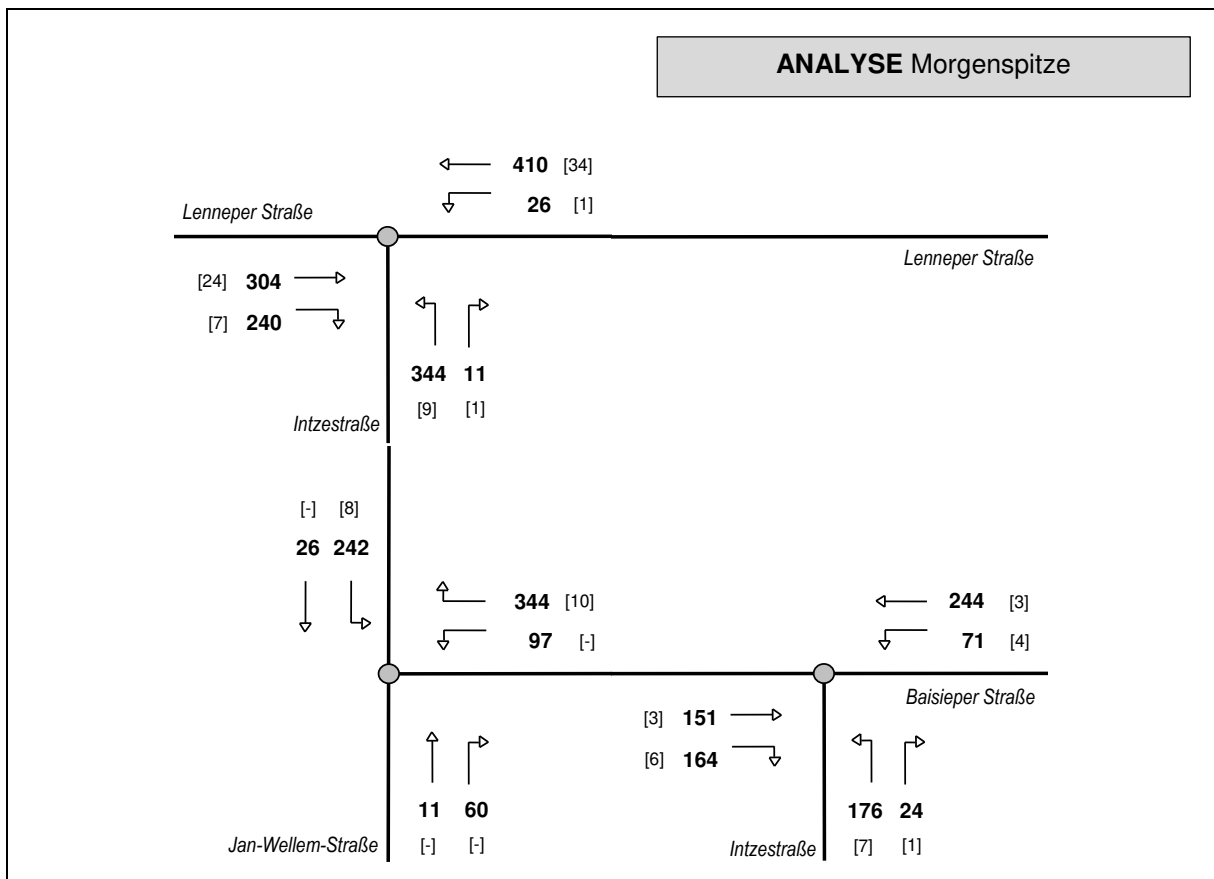 ANALYSE Morgenspitze
410 [34]
26 [1]
Lenneper Straße
Lenneper Straße
[24] 304
[7] 240
344 11
[9] [1]
Intzestraße
[-] [8]
26 242
344 [10]
97 [-]
244 [3]
71 [4]
Baisieper Straße
[3] 151
[6] 164
11 60
[-] [-]
Jan-Wellem-Straße
176 24
[7] [1]
Intzestraße